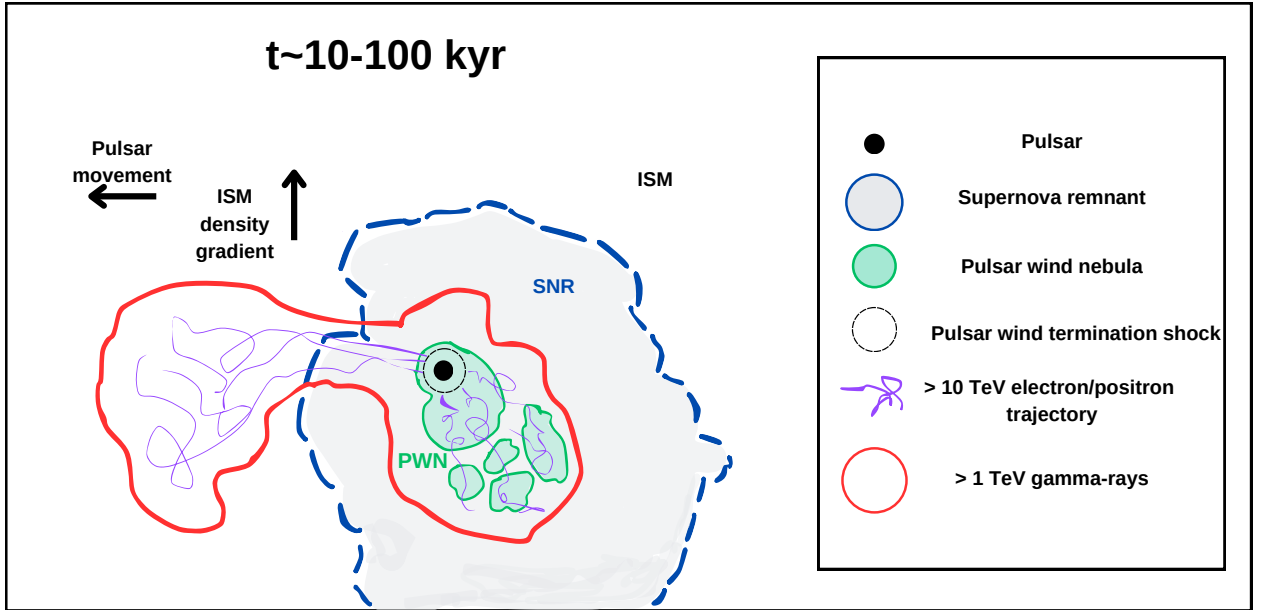 t~10-100 kyr
Pulsar
movement
ISM
density
gradient
ISM
SNR
PWN
Pulsar
Supernova remnant
Pulsar wind nebula
Pulsar wind termination shock
> 10 TeV electron/positron
trajectory
> 1 TeV gamma-rays